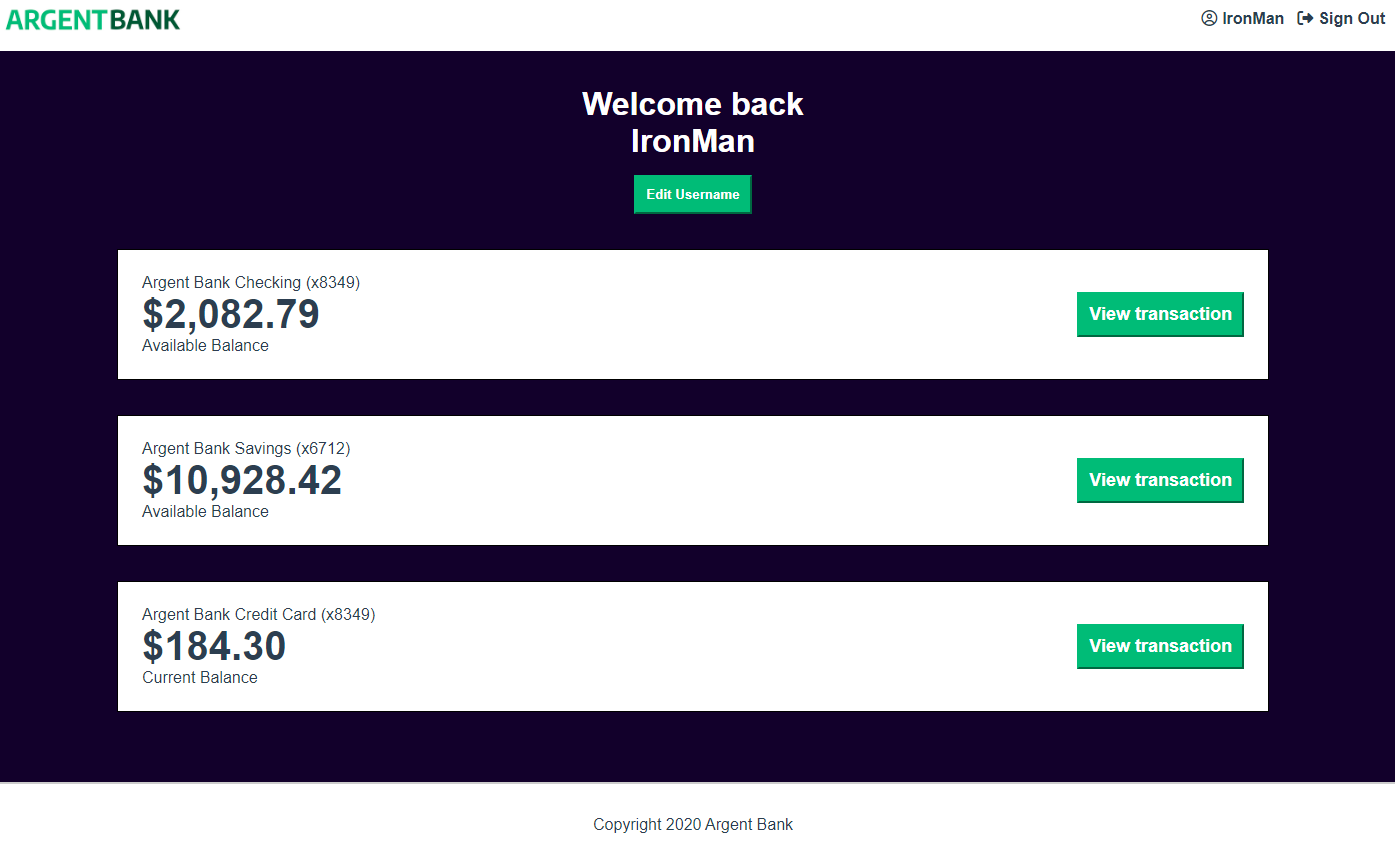 ARGENTBANK
IronMan Sign Out
Welcome back
IronMan
Edit Username
Argent Bank Checking (x8349)
$2,082.79
Available Balance
View transaction
Argent Bank Savings (x6712)
$10,928.42
Available Balance
View transaction
Argent Bank Credit Card (x8349)
$184.30
Current Balance
View transaction
Copyright 2020 Argent Bank